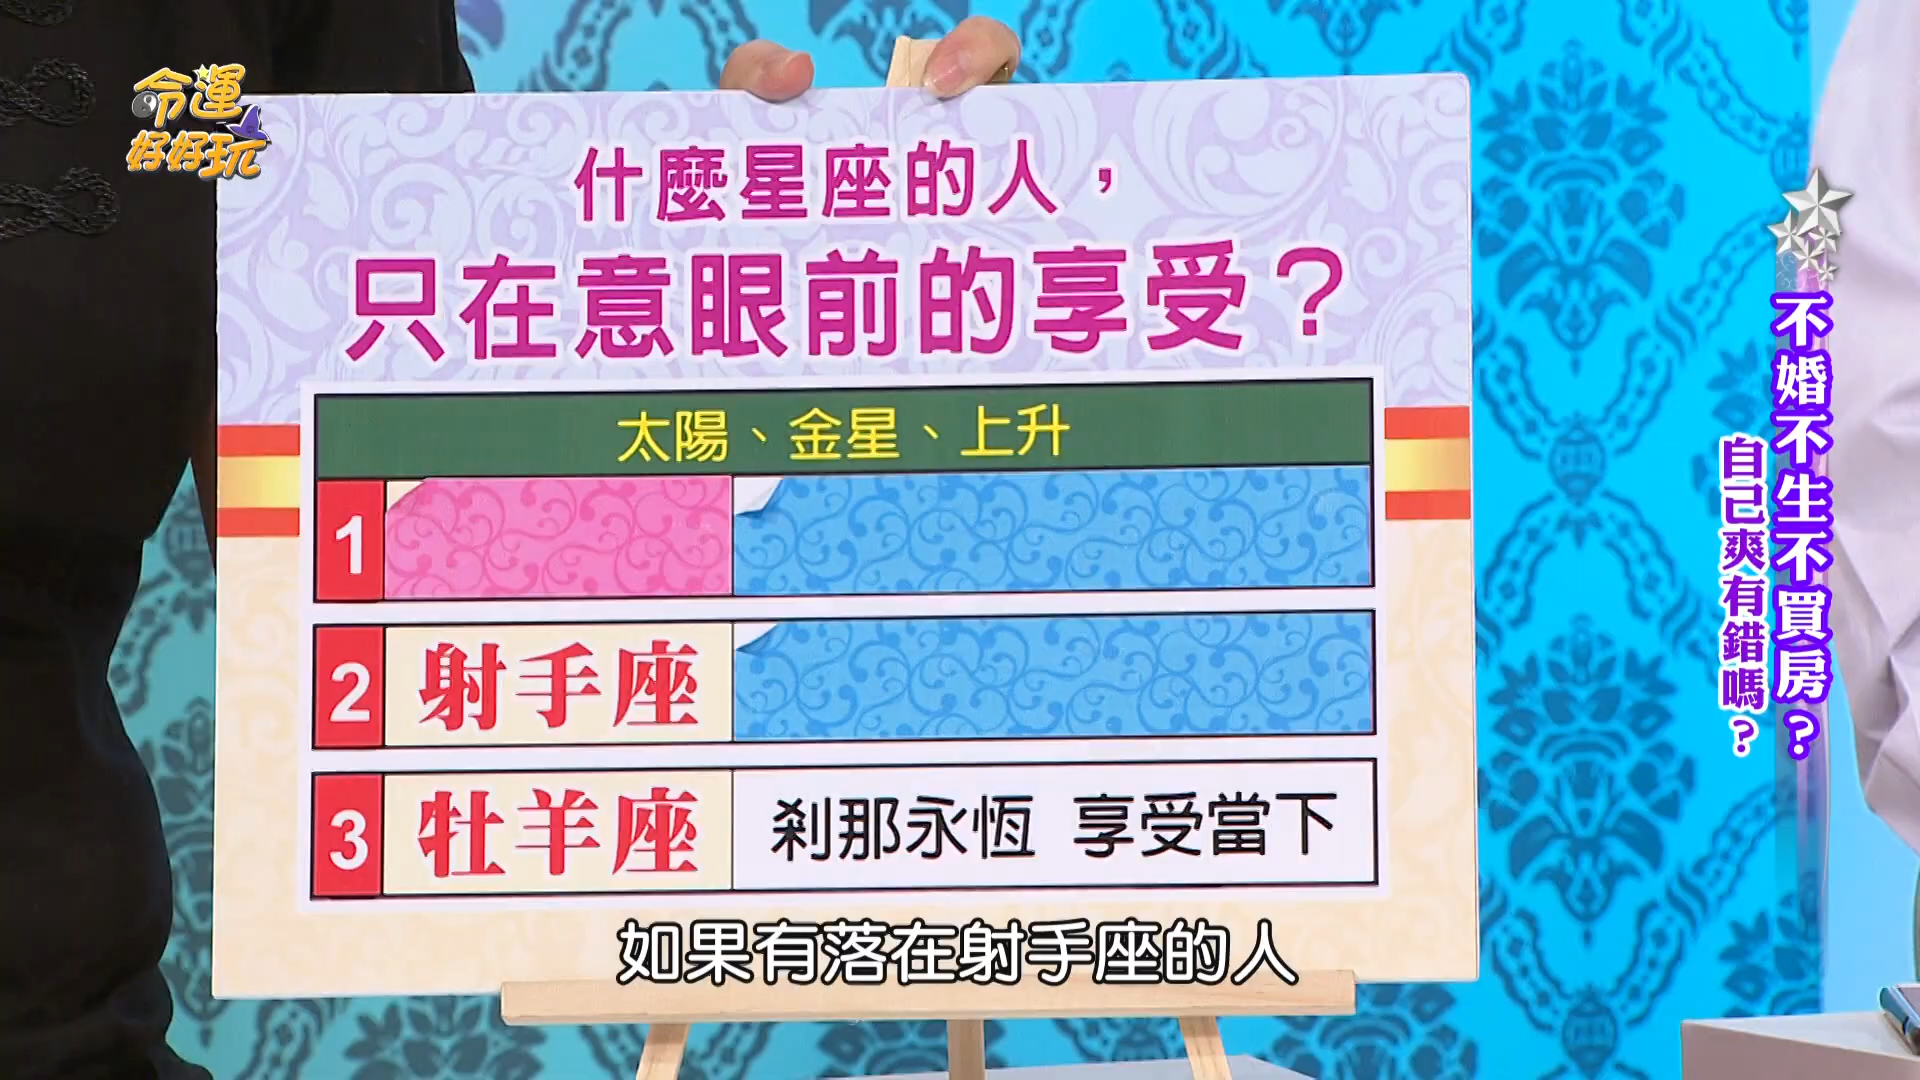 命運
好好玩
什麼星座的人，
只在意眼前的享受？
太陽、金星、上升
1
2 射手座
3 牡羊座 剎那永恆 享受當下
如果有落在射手座的人
不婚不生不買房？
自己爽有錯嗎？